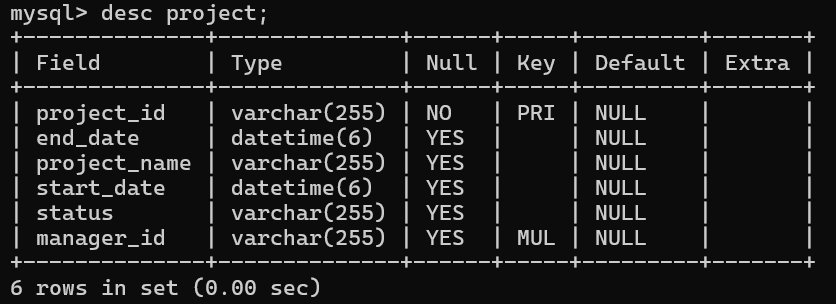 mysql> desc project;
+--------------+--------------+------+-----+---------+-------+
| Field        | Type         | Null | Key | Default | Extra |
+--------------+--------------+------+-----+---------+-------+
| project_id   | varchar(255) | NO   | PRI | NULL    |       |
| end_date     | datetime(6)  | YES  |     | NULL    |       |
| project_name | varchar(255) | YES  |     | NULL    |       |
| start_date   | datetime(6)  | YES  |     | NULL    |       |
| status       | varchar(255) | YES  |     | NULL    |       |
| manager_id   | varchar(255) | YES  | MUL | NULL    |       |
+--------------+--------------+------+-----+---------+-------+
6 rows in set (0.00 sec)